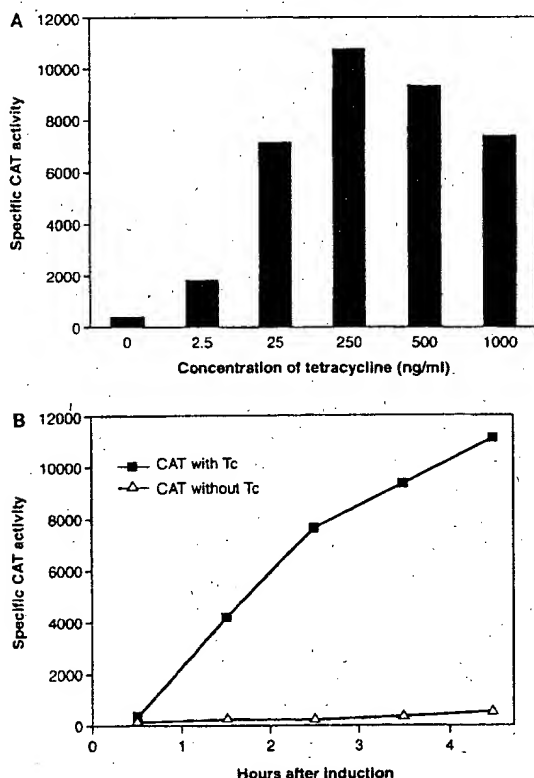 A
12000
10000
8000
6000
4000
2000
0
Specific CAT activity
0 2.5 25 250 500 1000
Concentration of tetracycline (ng/ml)
B
12000
10000
8000
6000
4000
2000
0
Specific CAT activity
CAT with Tc
CAT without Tc
0 1 2 3 4
Hours after induction